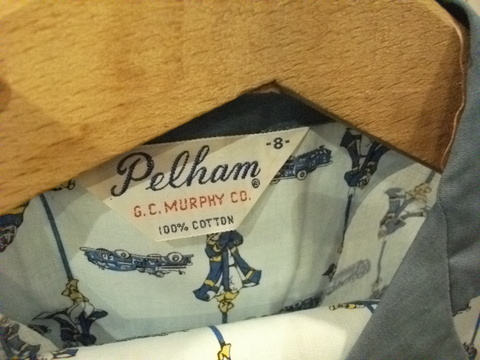 -8-
Pelham®
G.C. MURPHY CO.
100% COTTON